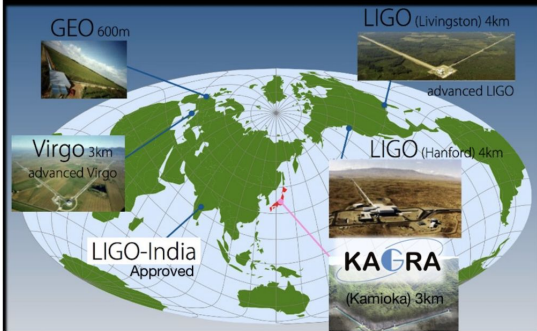 GEO 600m
LIGO (Livingston) 4km
advanced LIGO
Virgo 3km
advanced Virgo
LIGO (Hanford) 4km
LIGO-India
Approved
KAGRA
(Kamioka) 3km